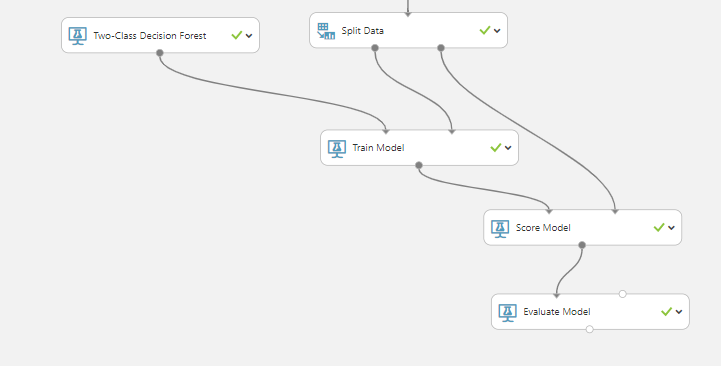 Two-Class Decision Forest
Split Data
Train Model
Score Model
Evaluate Model